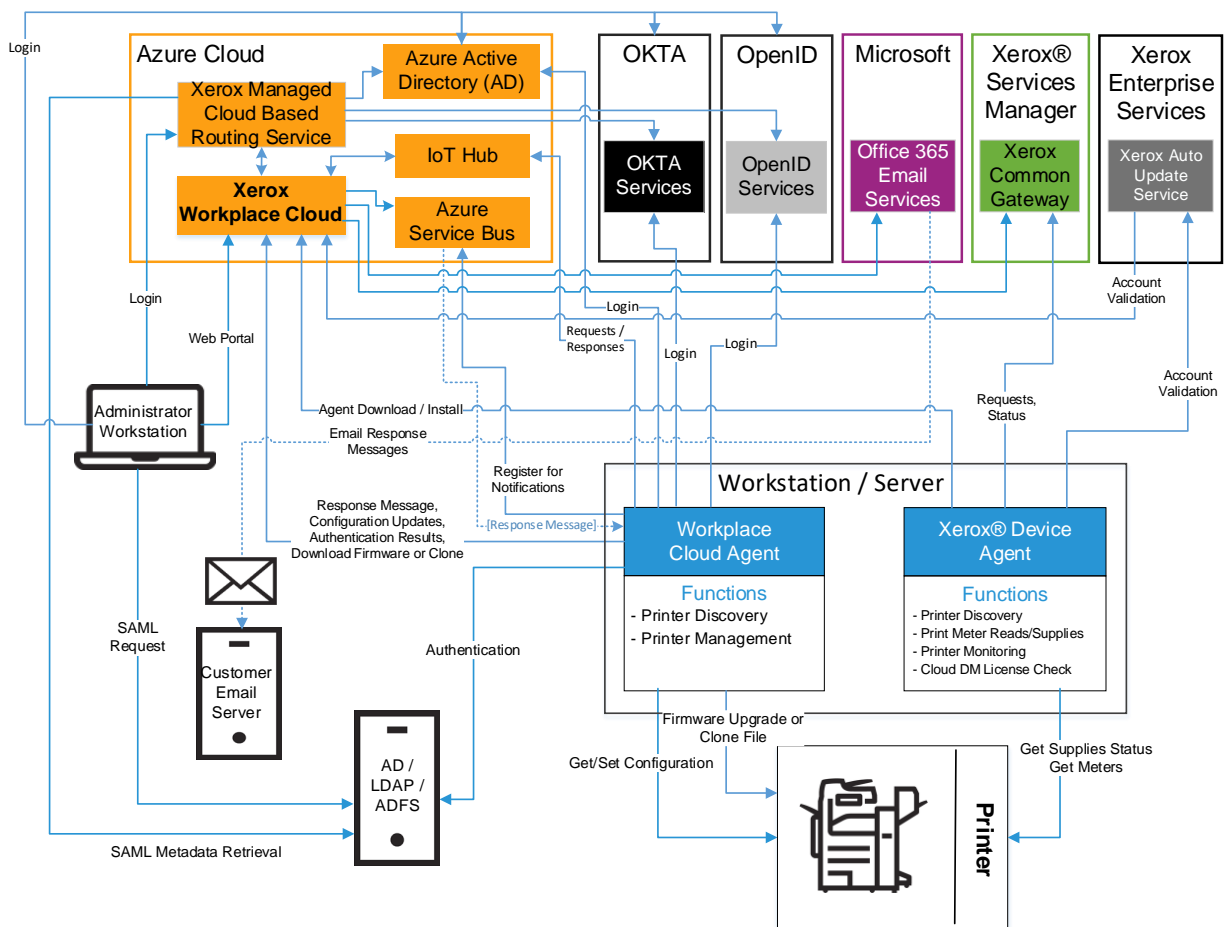 Login
Azure Cloud
Azure Active
Directory (AD)
Xerox Managed
Cloud Based
Routing Service
IoT Hub
Xerox
Workplace Cloud
Azure
Service Bus
OKTA
OKTA
Services
OpenID
OpenID
Services
Microsoft
Office 365
Email
Services
Xerox®
Services
Manager
Xerox
Common
Gateway
Xerox
Enterprise
Services
Xerox Auto
Update
Service
Login
Web Portal
Login
Requests /
Responses
Login
Login
Account
Validation
Account
Validation
Requests,
Status
Administrator
Workstation
Agent Download / Install
Email Response
Messages
Register for
Notifications
[Response Message]
Response Message,
Configuration Updates,
Authentication Results,
Download Firmware or Clone
Workstation / Server
Workplace
Cloud Agent
Functions
- Printer Discovery
- Printer Management
Xerox® Device
Agent
Functions
- Printer Discovery
- Print Meter Reads/Supplies
- Printer Monitoring
- Cloud DM License Check
SAML
Request
Customer
Email
Server
Authentication
AD /
LDAP /
ADFS
SAML Metadata Retrieval
Firmware Upgrade or
Clone File
Get/Set Configuration
Get Supplies Status
Get Meters
Printer